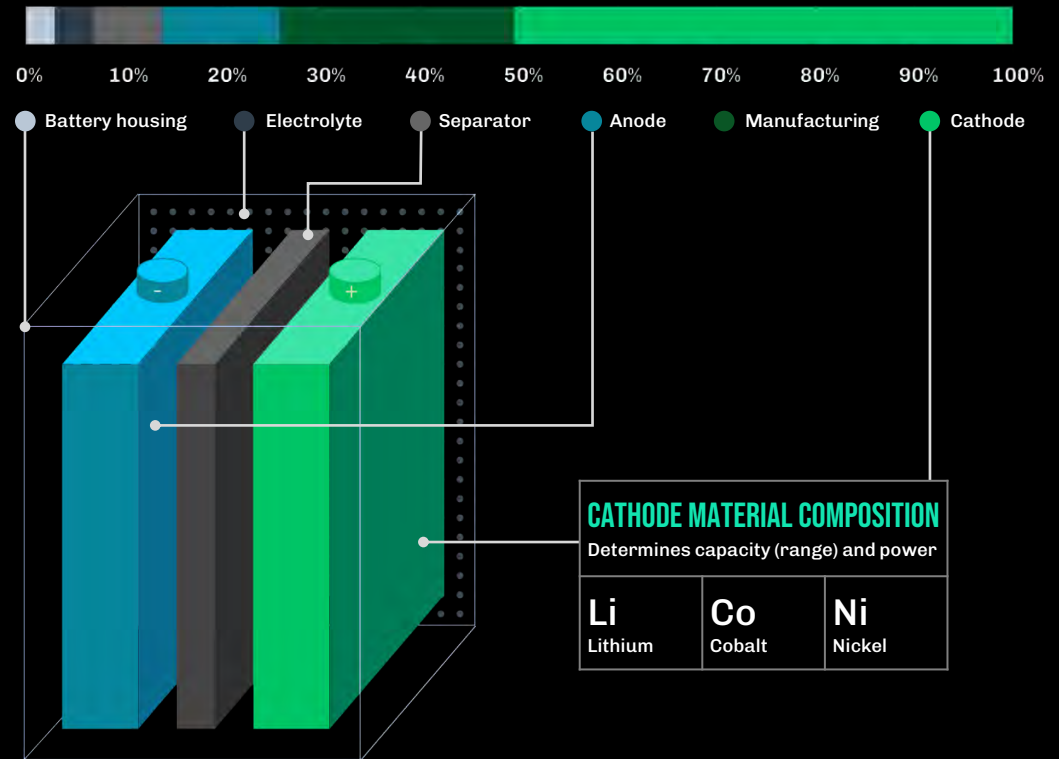 0% 10% 20% 30% 40% 50% 60% 70% 80% 90% 100%
Battery housing Electrolyte Separator Anode Manufacturing Cathode
-
+
CATHODE MATERIAL COMPOSITION
Determines capacity (range) and power
Li Co Ni
Lithium Cobalt Nickel